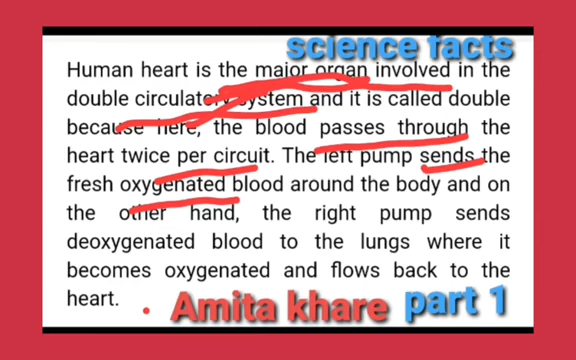 science facts
Human heart is the major organ involved in the
double circulatory system and it is called double
because here, the blood passes through the
heart twice per circuit. The left pump sends the
fresh oxygenated blood around the body and on
the other hand, the right pump sends
deoxygenated blood to the lungs where it
becomes oxygenated and flows back to the
heart.
Amita khare part 1